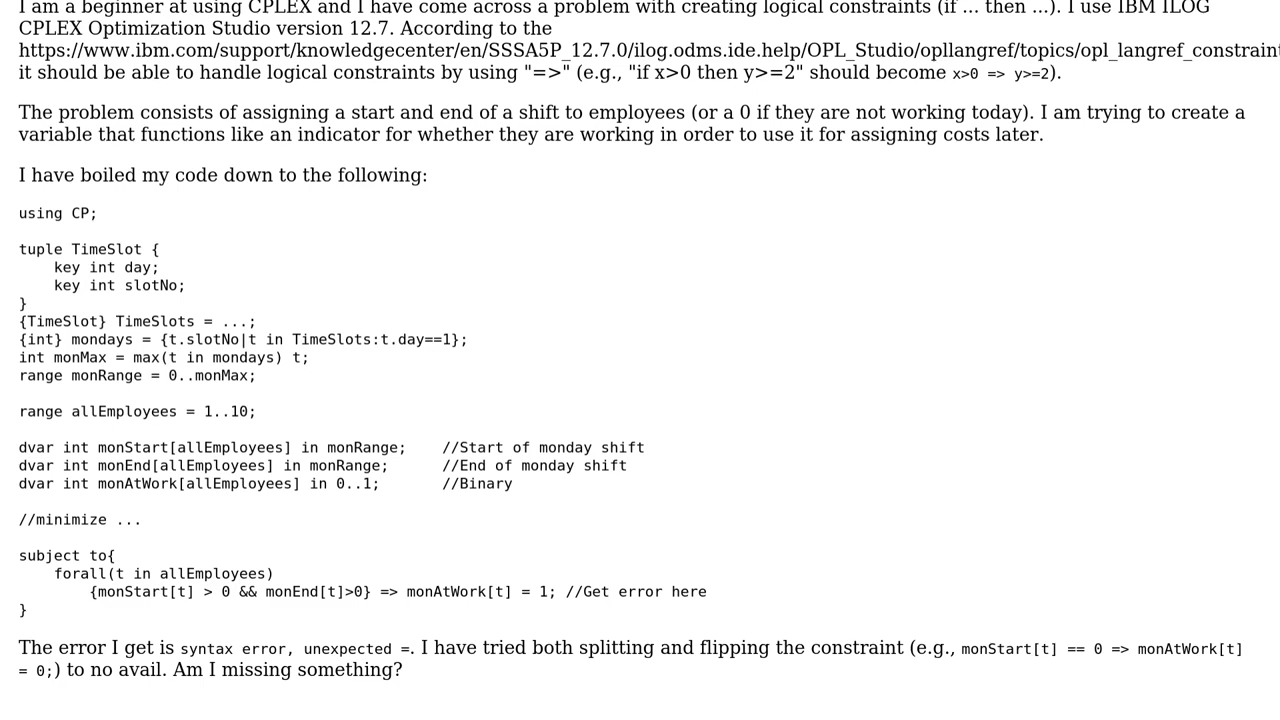 I am a beginner at using CPLEX and I have come across a problem with creating logical constraints (if ... then ...). I use IBM ILOG
CPLEX Optimization Studio version 12.7. According to the
https://www.ibm.com/support/knowledgecenter/en/SSSA5P_12.7.0/ilog.odms.ide.help/OPL_Studio/opllangref/topics/opl_langref_constraint
it should be able to handle logical constraints by using "=>" (e.g., "if x>0 then y>=2" should become x>0 => y>=2).
The problem consists of assigning a start and end of a shift to employees (or a 0 if they are not working today). I am trying to create a
variable that functions like an indicator for whether they are working in order to use it for assigning costs later.
I have boiled my code down to the following:
using CP;
tuple TimeSlot {
    key int day;
    key int slotNo;
}
{TimeSlot} TimeSlots = ...;
{int} mondays = {t.slotNo|t in TimeSlots:t.day==1};
int monMax = max(t in mondays) t;
range monRange = 0..monMax;
range allEmployees = 1..10;
dvar int monStart[allEmployees] in monRange;    //Start of monday shift
dvar int monEnd[allEmployees] in monRange;      //End of monday shift
dvar int monAtWork[allEmployees] in 0..1;       //Binary
//minimize ...
subject to{
    forall(t in allEmployees)
        {monStart[t] > 0 && monEnd[t]>0} => monAtWork[t] = 1; //Get error here
}
The error I get is syntax error, unexpected =. I have tried both splitting and flipping the constraint (e.g., monStart[t] == 0 => monAtWork[t]
= 0;) to no avail. Am I missing something?